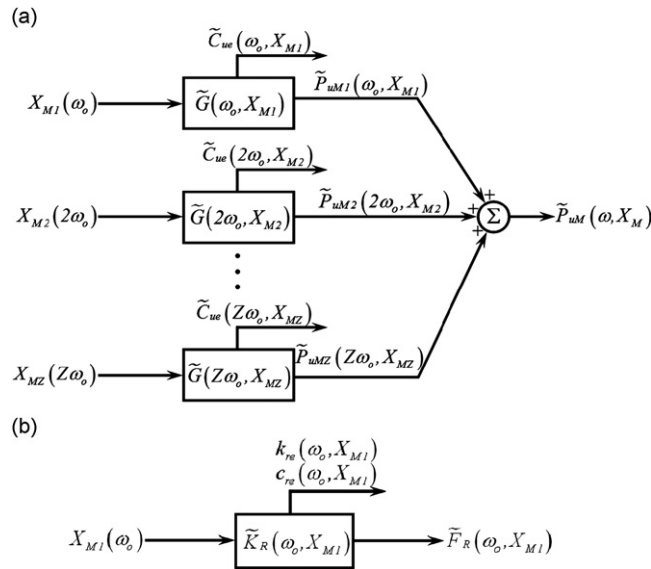 (a)
C̃ue(ωo,XM1)
XM1(ωo)
G̃(ωo,XM1)
P̃uM1(ωo,XM1)
C̃ue(2ωo,XM2)
XM2(2ωo)
G̃(2ωo,XM2)
P̃uM2(2ωo,XM2)
+
+
+
Σ
P̃uM(ω,XM)
C̃ue(Zωo,XMZ)
XMZ(Zωo)
G̃(Zωo,XMZ)
P̃uMZ(Zωo,XMZ)
(b)
kre(ωo,XM1)
cre(ωo,XM1)
XM1(ωo)
K̃R(ωo,XM1)
F̃R(ωo,XM1)